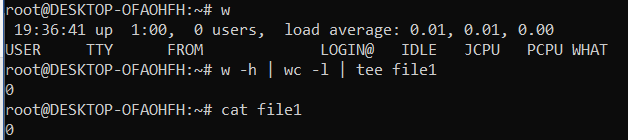 root@DESKTOP-OFAOHFH:~# w
 19:36:41 up  1:00,  0 users,  load average: 0.01, 0.01, 0.00
USER     TTY      FROM             LOGIN@   IDLE   JCPU   PCPU WHAT
root@DESKTOP-OFAOHFH:~# w -h | wc -l | tee file1
0
root@DESKTOP-OFAOHFH:~# cat file1
0